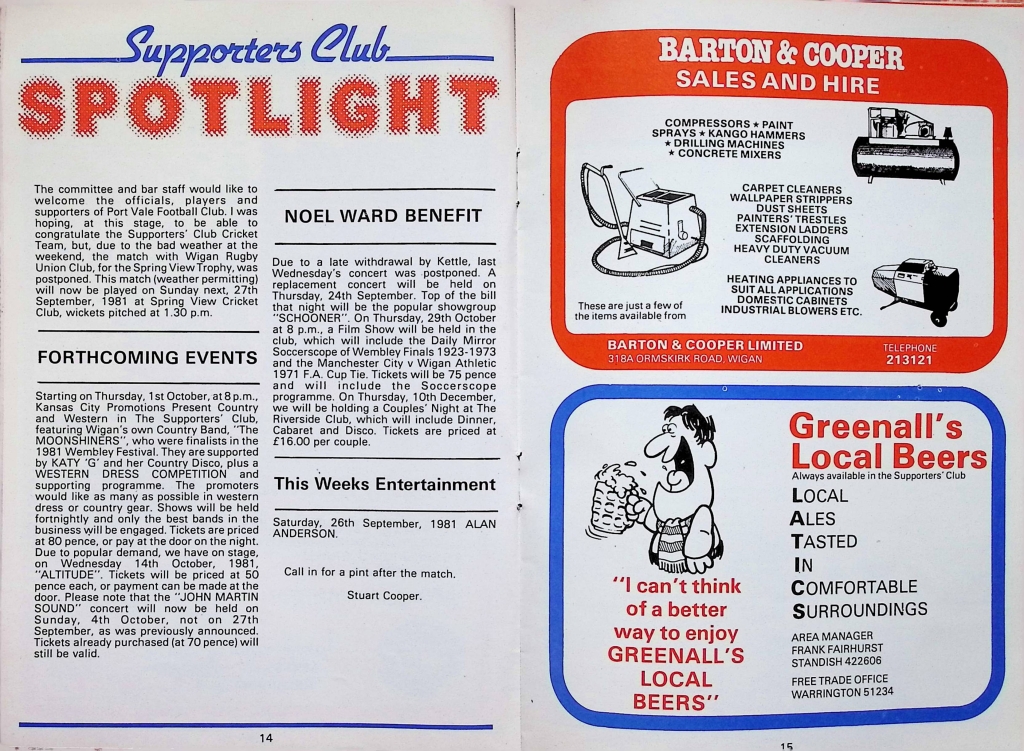 Supporters Club
SPOTLIGHT
The committee and bar staff would like to
welcome the officials, players and
supporters of Port Vale Football Club. I was
hoping, at this stage, to be able to
congratulate the Supporters' Club Cricket
Team, but, due to the bad weather at the
weekend, the match with Wigan Rugby
Union Club, for the Spring View Trophy, was
postponed. This match (weather permitting)
will now be played on Sunday next, 27th
September, 1981 at Spring View Cricket
Club, wickets pitched at 1.30 p.m.
FORTHCOMING EVENTS
Starting on Thursday, 1st October, at 8 p.m.,
Kansas City Promotions Present Country
and Western in The Supporters' Club,
featuring Wigan's own Country Band, "The
MOONSHINERS", who were finalists in the
1981 Wembley Festival. They are supported
by KATY 'G' and her Country Disco, plus a
WESTERN DRESS COMPETITION and
supporting programme. The promoters
would like as many as possible in western
dress or country gear. Shows will be held
fortnightly and only the best bands in the
business will be engaged. Tickets are priced
at 80 pence, or pay at the door on the night.
Due to popular demand, we have on stage,
on Wednesday 14th October, 1981,
"ALTITUDE". Tickets will be priced at 50
pence each, or payment can be made at the
door. Please note that the "JOHN MARTIN
SOUND" concert will now be held on
Sunday, 4th October, not on 27th
September, as was previously announced.
Tickets already purchased (at 70 pence) will
still be valid.
NOEL WARD BENEFIT
Due to a late withdrawal by Kettle, last
Wednesday's concert was postponed. A
replacement concert will be held on
Thursday, 24th September. Top of the bill
that night will be the popular showgroup
"SCHOONER". On Thursday, 29th October
at 8 p.m., a Film Show will be held in the
club, which will include the Daily Mirror
Soccerscope of Wembley Finals 1923-1973
and the Manchester City v Wigan Athletic
1971 F.A. Cup Tie. Tickets will be 75 pence
and will include the Soccerscope
programme. On Thursday, 10th December,
we will be holding a Couples' Night at The
Riverside Club, which will include Dinner,
Cabaret and Disco. Tickets are priced at
£16.00 per couple.
This Weeks Entertainment
Saturday, 26th September, 1981 ALAN
ANDERSON.
Call in for a pint after the match.
Stuart Cooper.
14
BARTON & COOPER
SALES AND HIRE
COMPRESSORS ★ PAINT
SPRAYS ★ KANGO HAMMERS
★ DRILLING MACHINES
★ CONCRETE MIXERS
CARPET CLEANERS
WALLPAPER STRIPPERS
DUST SHEETS
PAINTERS' TRESTLES
EXTENSION LADDERS
SCAFFOLDING
HEAVY DUTY VACUUM
CLEANERS
HEATING APPLIANCES TO
SUIT ALL APPLICATIONS
DOMESTIC CABINETS
INDUSTRIAL BLOWERS ETC.
These are just a few of
the items available from
BARTON & COOPER LIMITED
318A ORMSKIRK ROAD, WIGAN
TELEPHONE
213121
Greenall's
Local Beers
Always available in the Supporters' Club
LOCAL
ALES
TASTED
IN
COMFORTABLE
SURROUNDINGS
"I can't think
of a better
way to enjoy
GREENALL'S
LOCAL
BEERS"
AREA MANAGER
FRANK FAIRHURST
STANDISH 422606
FREE TRADE OFFICE
WARRINGTON 51234
15